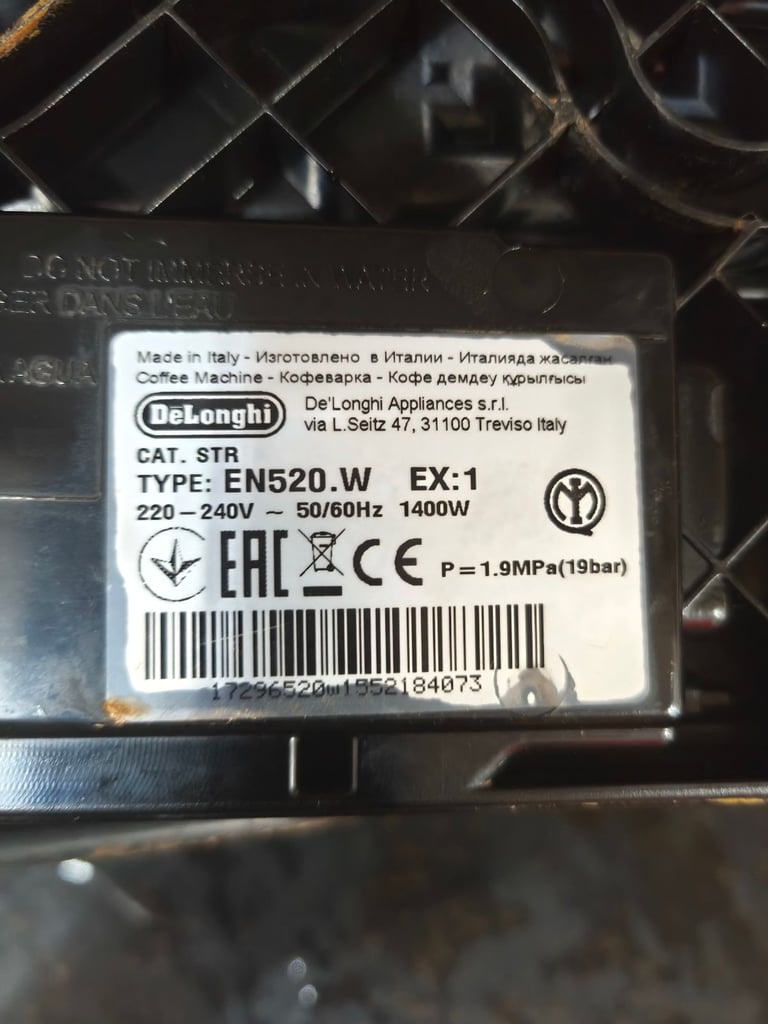 DO NOT IMMERSE IN WATER
DANS L'EAU
AGUA
Made in Italy - Изготовлено в Италии - Италияда жасалған
Coffee Machine - Кофеварка - Кофе демдеу құрылғысы
DeLonghi
De'Longhi Appliances s.r.l.
via L.Seitz 47, 31100 Treviso Italy
CAT. STR
TYPE: EN520.W EX:1
220–240V ~ 50/60Hz 1400W
EAC CE P=1.9MPa(19bar)
17296520w1552184073